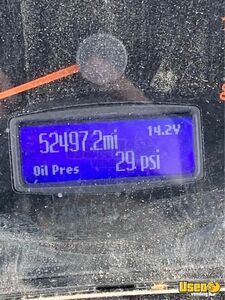 52497.2mi 14.2V
Oil Pres 29 psi
Used